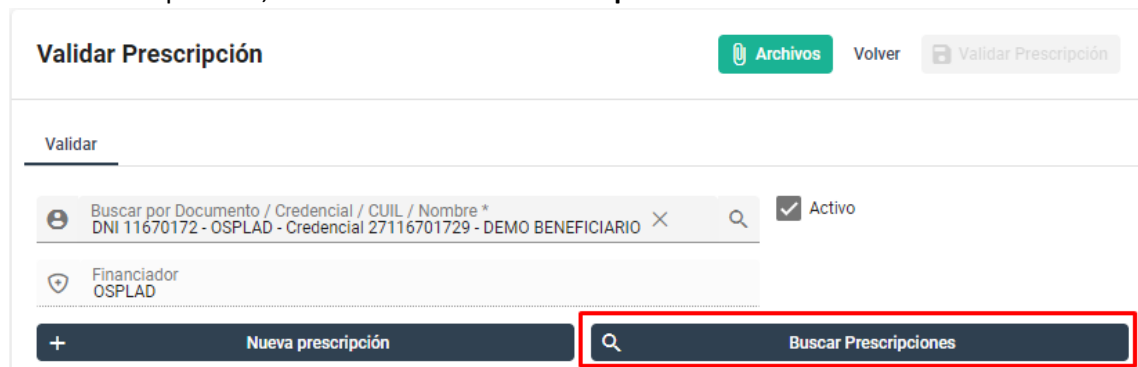 Validar Prescripción
Archivos Volver Validar Prescripción
Validar
Buscar por Documento / Credencial / CUIL / Nombre *
DNI 11670172 - OSPLAD - Credencial 27116701729 - DEMO BENEFICIARIO
Activo
Financiador
OSPLAD
+ Nueva prescripción
Buscar Prescripciones